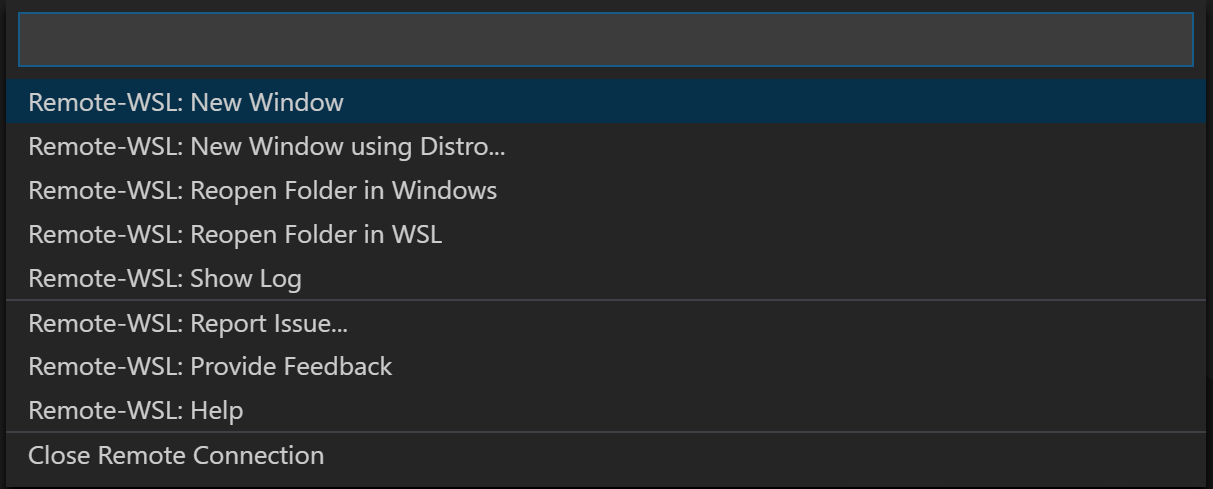 Remote-WSL: New Window
Remote-WSL: New Window using Distro...
Remote-WSL: Reopen Folder in Windows
Remote-WSL: Reopen Folder in WSL
Remote-WSL: Show Log
Remote-WSL: Report Issue...
Remote-WSL: Provide Feedback
Remote-WSL: Help
Close Remote Connection